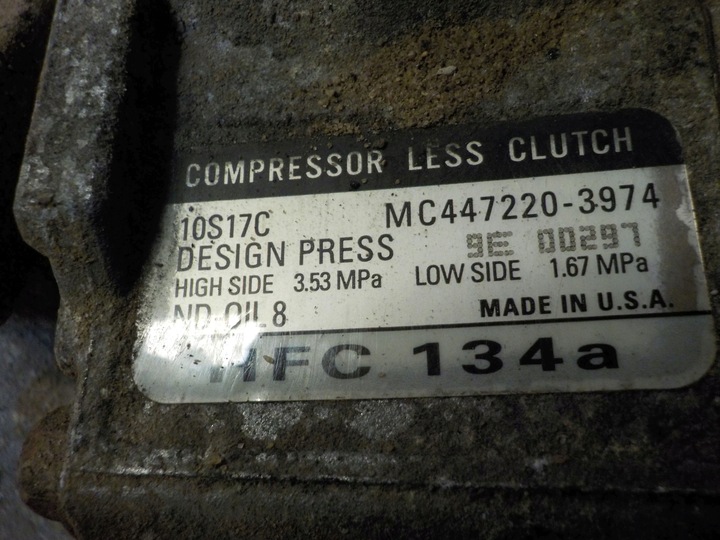 COMPRESSOR LESS CLUTCH
10S17C MC447220-3974
DESIGN PRESS 9E 00297
HIGH SIDE 3.53 MPa LOW SIDE 1.67 MPa
ND-OIL 8 MADE IN U.S.A.
HFC 134a